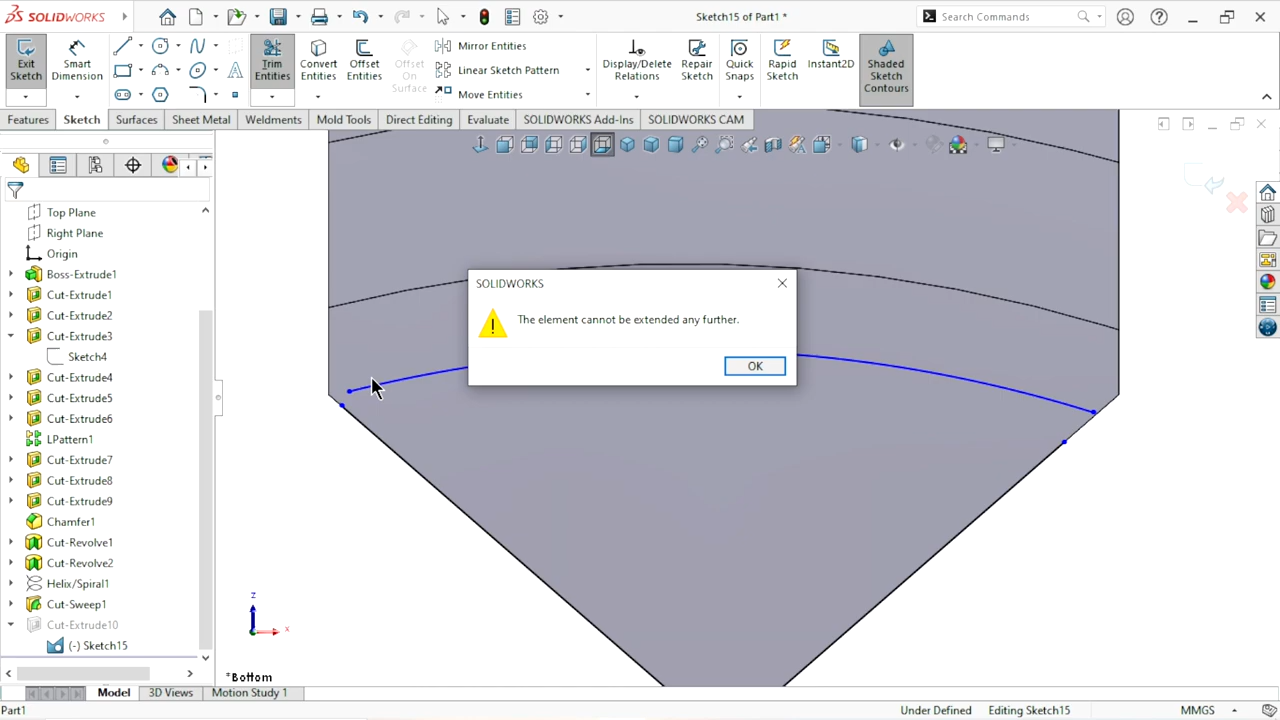 SOLIDWORKS
Sketch15 of Part1 *
Search Commands
Exit Sketch
Smart Dimension
Trim Entities
Convert Entities
Offset Entities
Offset On Surface
Mirror Entities
Linear Sketch Pattern
Move Entities
Display/Delete Relations
Repair Sketch
Quick Snaps
Rapid Sketch
Instant2D
Shaded Sketch Contours
Features
Sketch
Surfaces
Sheet Metal
Weldments
Mold Tools
Direct Editing
Evaluate
SOLIDWORKS Add-Ins
SOLIDWORKS CAM
Top Plane
Right Plane
Origin
Boss-Extrude1
Cut-Extrude1
Cut-Extrude2
Cut-Extrude3
Sketch4
Cut-Extrude4
Cut-Extrude5
Cut-Extrude6
LPattern1
Cut-Extrude7
Cut-Extrude8
Cut-Extrude9
Chamfer1
Cut-Revolve1
Cut-Revolve2
Helix/Spiral1
Cut-Sweep1
Cut-Extrude10
(-) Sketch15
SOLIDWORKS
The element cannot be extended any further.
OK
z
x
*Bottom
Model
3D Views
Motion Study 1
Part1
Under Defined
Editing Sketch15
MMGS